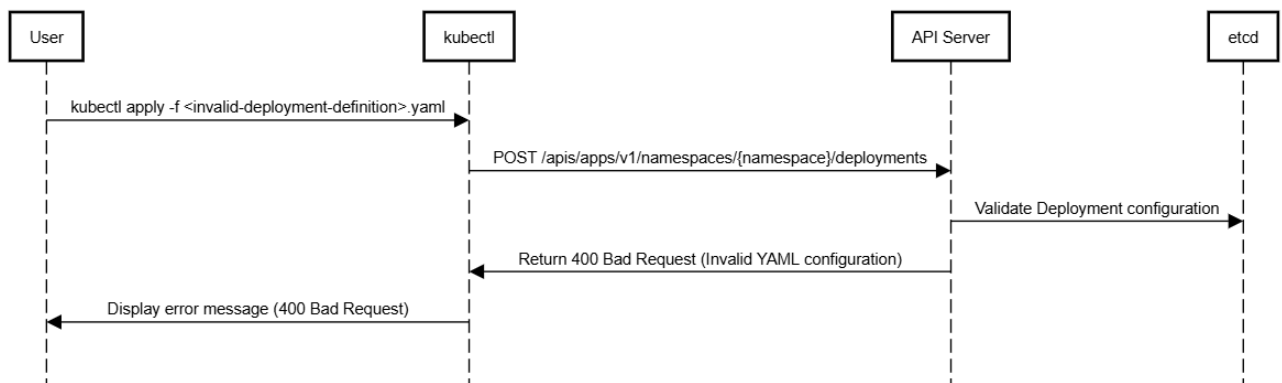 User
kubectl
API Server
etcd
kubectl apply -f <invalid-deployment-definition>.yaml
POST /apis/apps/v1/namespaces/{namespace}/deployments
Validate Deployment configuration
Return 400 Bad Request (Invalid YAML configuration)
Display error message (400 Bad Request)